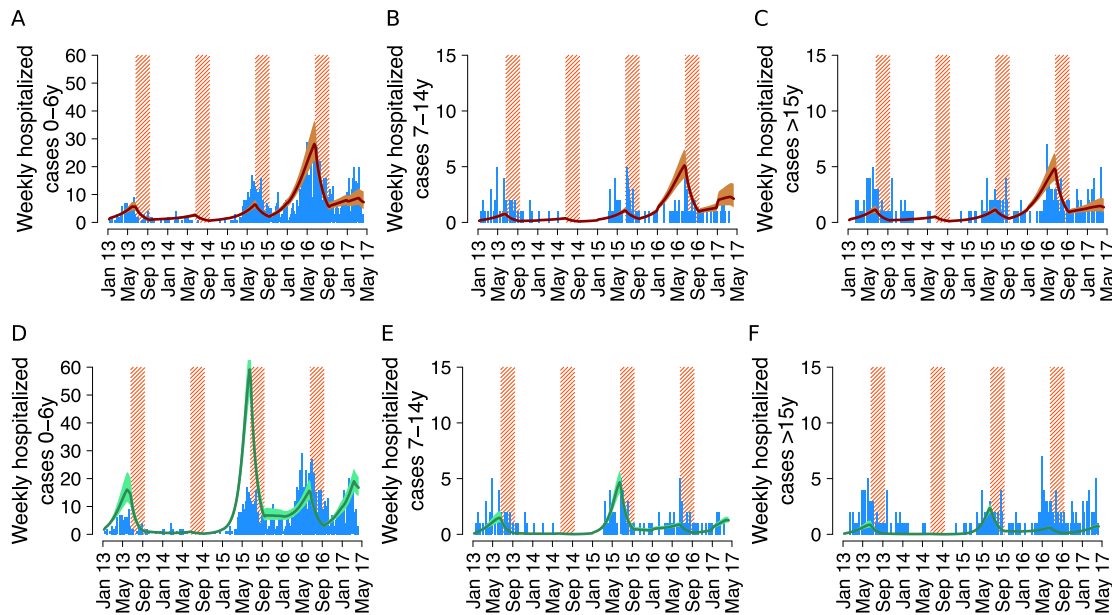 A
Weekly hospitalized
cases 0−6y
60
50
40
30
20
10
0
Jan 13
May 13
Sep 13
Jan 14
May 14
Sep 14
Jan 15
May 15
Sep 15
Jan 16
May 16
Sep 16
Jan 17
May 17
B
Weekly hospitalized
cases 7−14y
15
10
5
0
Jan 13
May 13
Sep 13
Jan 14
May 14
Sep 14
Jan 15
May 15
Sep 15
Jan 16
May 16
Sep 16
Jan 17
May 17
C
Weekly hospitalized
cases >15y
15
10
5
0
Jan 13
May 13
Sep 13
Jan 14
May 14
Sep 14
Jan 15
May 15
Sep 15
Jan 16
May 16
Sep 16
Jan 17
May 17
D
Weekly hospitalized
cases 0−6y
60
50
40
30
20
10
0
Jan 13
May 13
Sep 13
Jan 14
May 14
Sep 14
Jan 15
May 15
Sep 15
Jan 16
May 16
Sep 16
Jan 17
May 17
E
Weekly hospitalized
cases 7−14y
15
10
5
0
Jan 13
May 13
Sep 13
Jan 14
May 14
Sep 14
Jan 15
May 15
Sep 15
Jan 16
May 16
Sep 16
Jan 17
May 17
F
Weekly hospitalized
cases >15y
15
10
5
0
Jan 13
May 13
Sep 13
Jan 14
May 14
Sep 14
Jan 15
May 15
Sep 15
Jan 16
May 16
Sep 16
Jan 17
May 17